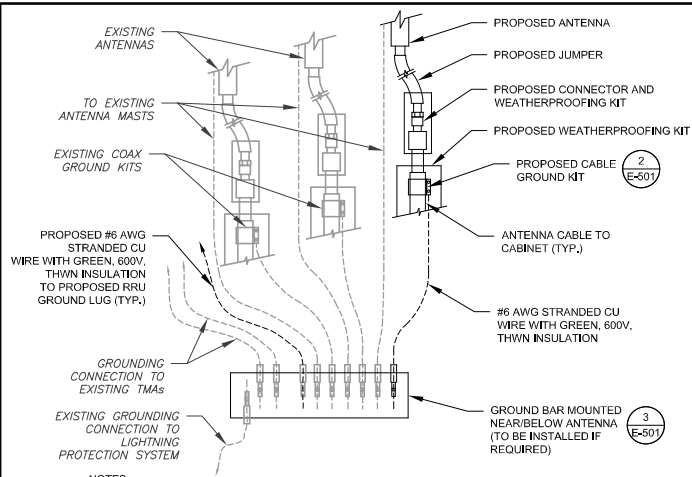 EXISTING
ANTENNAS
TO EXISTING
ANTENNA MASTS
EXISTING COAX
GROUND KITS
PROPOSED #6 AWG
STRANDED CU
WIRE WITH GREEN, 600V,
THWN INSULATION
TO PROPOSED RRU
GROUND LUG (TYP.)
GROUNDING
CONNECTION TO
EXISTING TMAs
EXISTING GROUNDING
CONNECTION TO
LIGHTNING
PROTECTION SYSTEM
PROPOSED ANTENNA
PROPOSED JUMPER
PROPOSED CONNECTOR AND
WEATHERPROOFING KIT
PROPOSED WEATHERPROOFING KIT
PROPOSED CABLE
GROUND KIT
2
E-501
ANTENNA CABLE TO
CABINET (TYP.)
#6 AWG STRANDED CU
WIRE WITH GREEN, 600V,
THWN INSULATION
GROUND BAR MOUNTED
NEAR/BELOW ANTENNA
(TO BE INSTALLED IF
REQUIRED)
3
E-501
NOTES